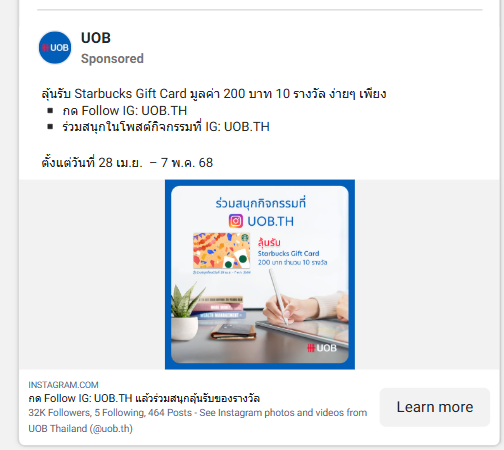 UOB
UOB
Sponsored
ลุ้นรับ Starbucks Gift Card มูลค่า 200 บาท 10 รางวัล ง่ายๆ เพียง
▪ กด Follow IG: UOB.TH
▪ ร่วมสนุกในโพสต์กิจกรรมที่ IG: UOB.TH
ตั้งแต่วันที่ 28 เม.ย. – 7 พ.ค. 68
ร่วมสนุกกิจกรรมที่
UOB.TH
ลุ้นรับ
Starbucks Gift Card
200 บาท จำนวน 10 รางวัล
UOB
INSTAGRAM.COM
กด Follow IG: UOB.TH แล้วร่วมสนุกลุ้นรับของรางวัล
32K Followers, 5 Following, 464 Posts - See Instagram photos and videos from
UOB Thailand (@uob.th)
Learn more